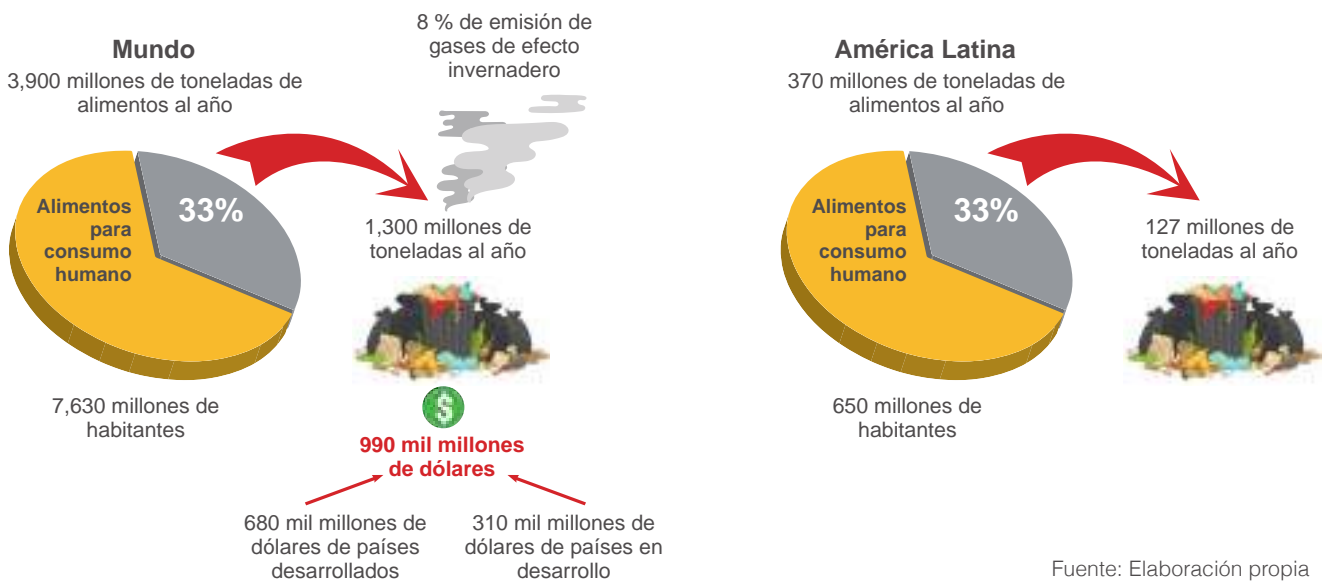 Mundo
3,900 millones de toneladas de
alimentos al año
8 % de emisión de
gases de efecto
invernadero
Alimentos
para
consumo
humano
33%
1,300 millones de
toneladas al año
7,630 millones de
habitantes
$
990 mil millones
de dólares
680 mil millones de
dólares de países
desarrollados
310 mil millones de
dólares de países en
desarrollo
América Latina
370 millones de toneladas de
alimentos al año
Alimentos
para
consumo
humano
33%
127 millones de
toneladas al año
650 millones de
habitantes
Fuente: Elaboración propia